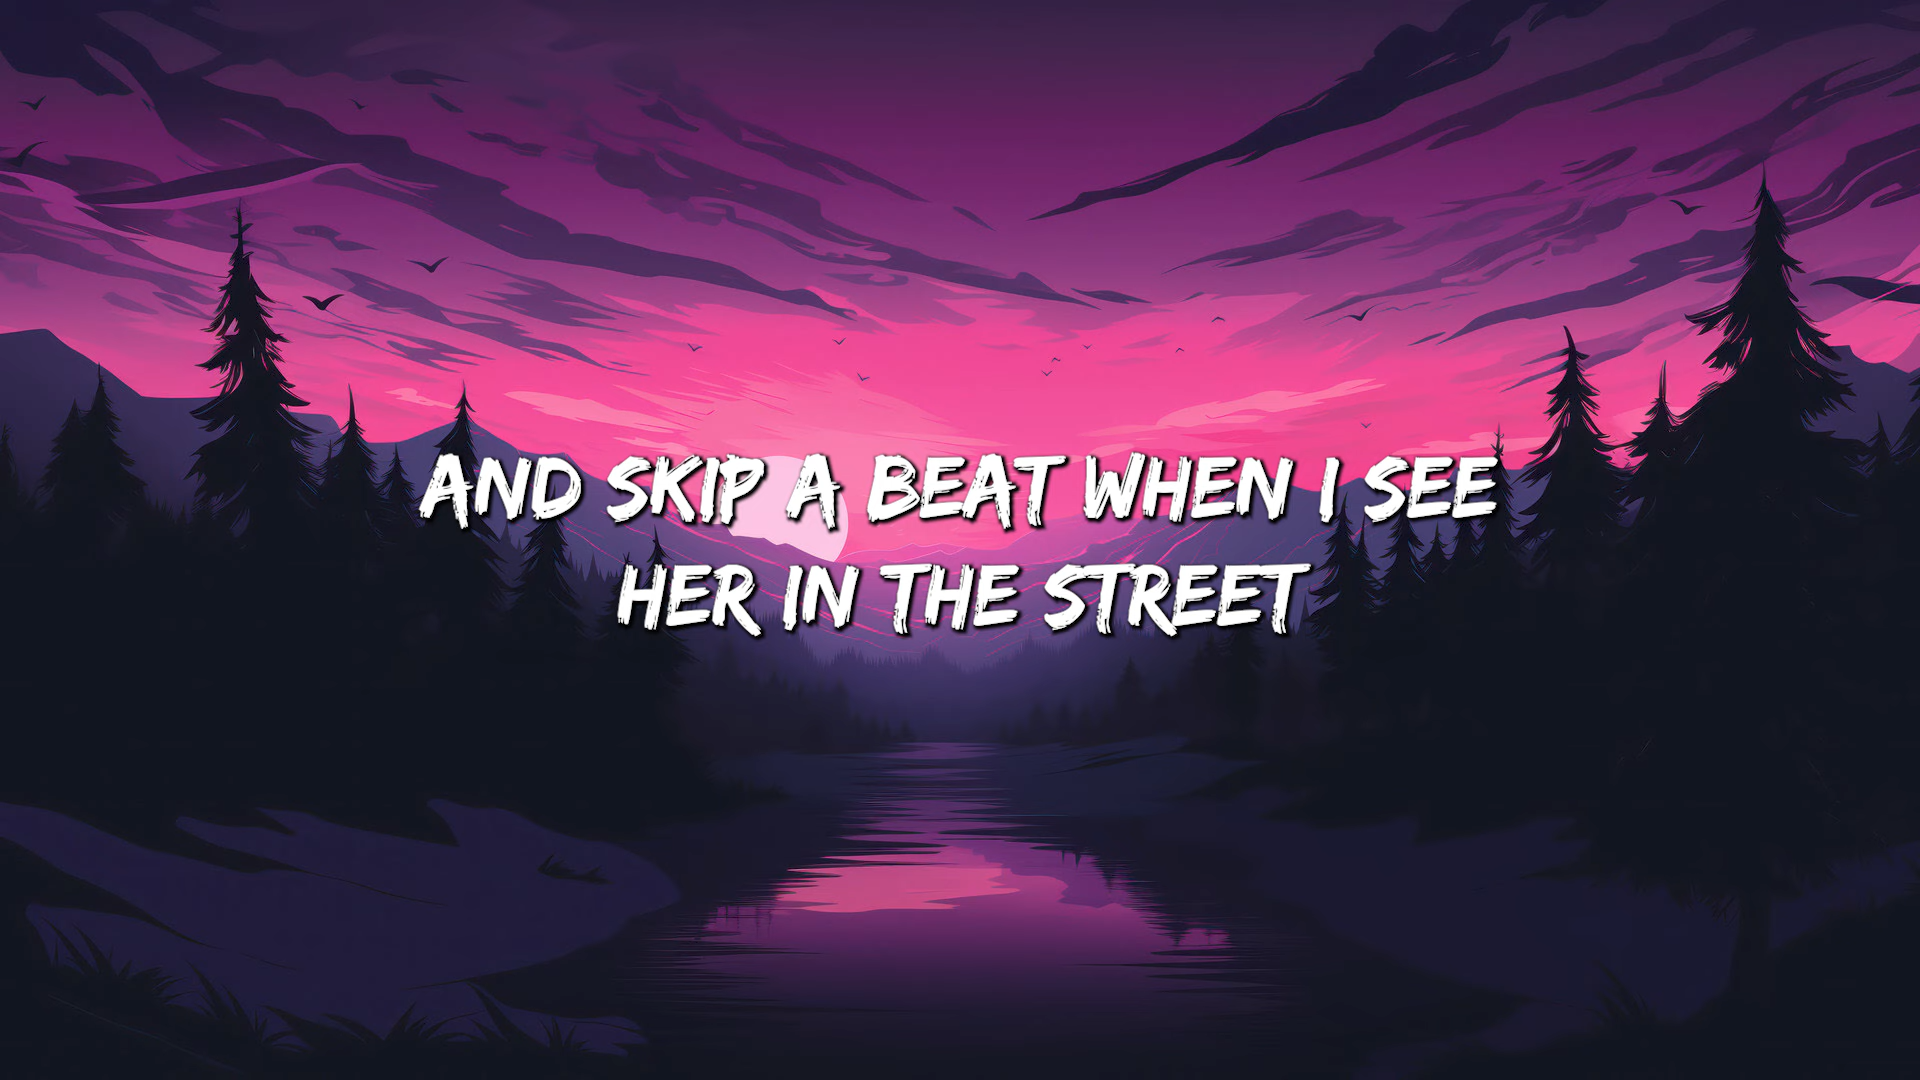 AND SKIP A BEAT WHEN I SEE
HER IN THE STREET